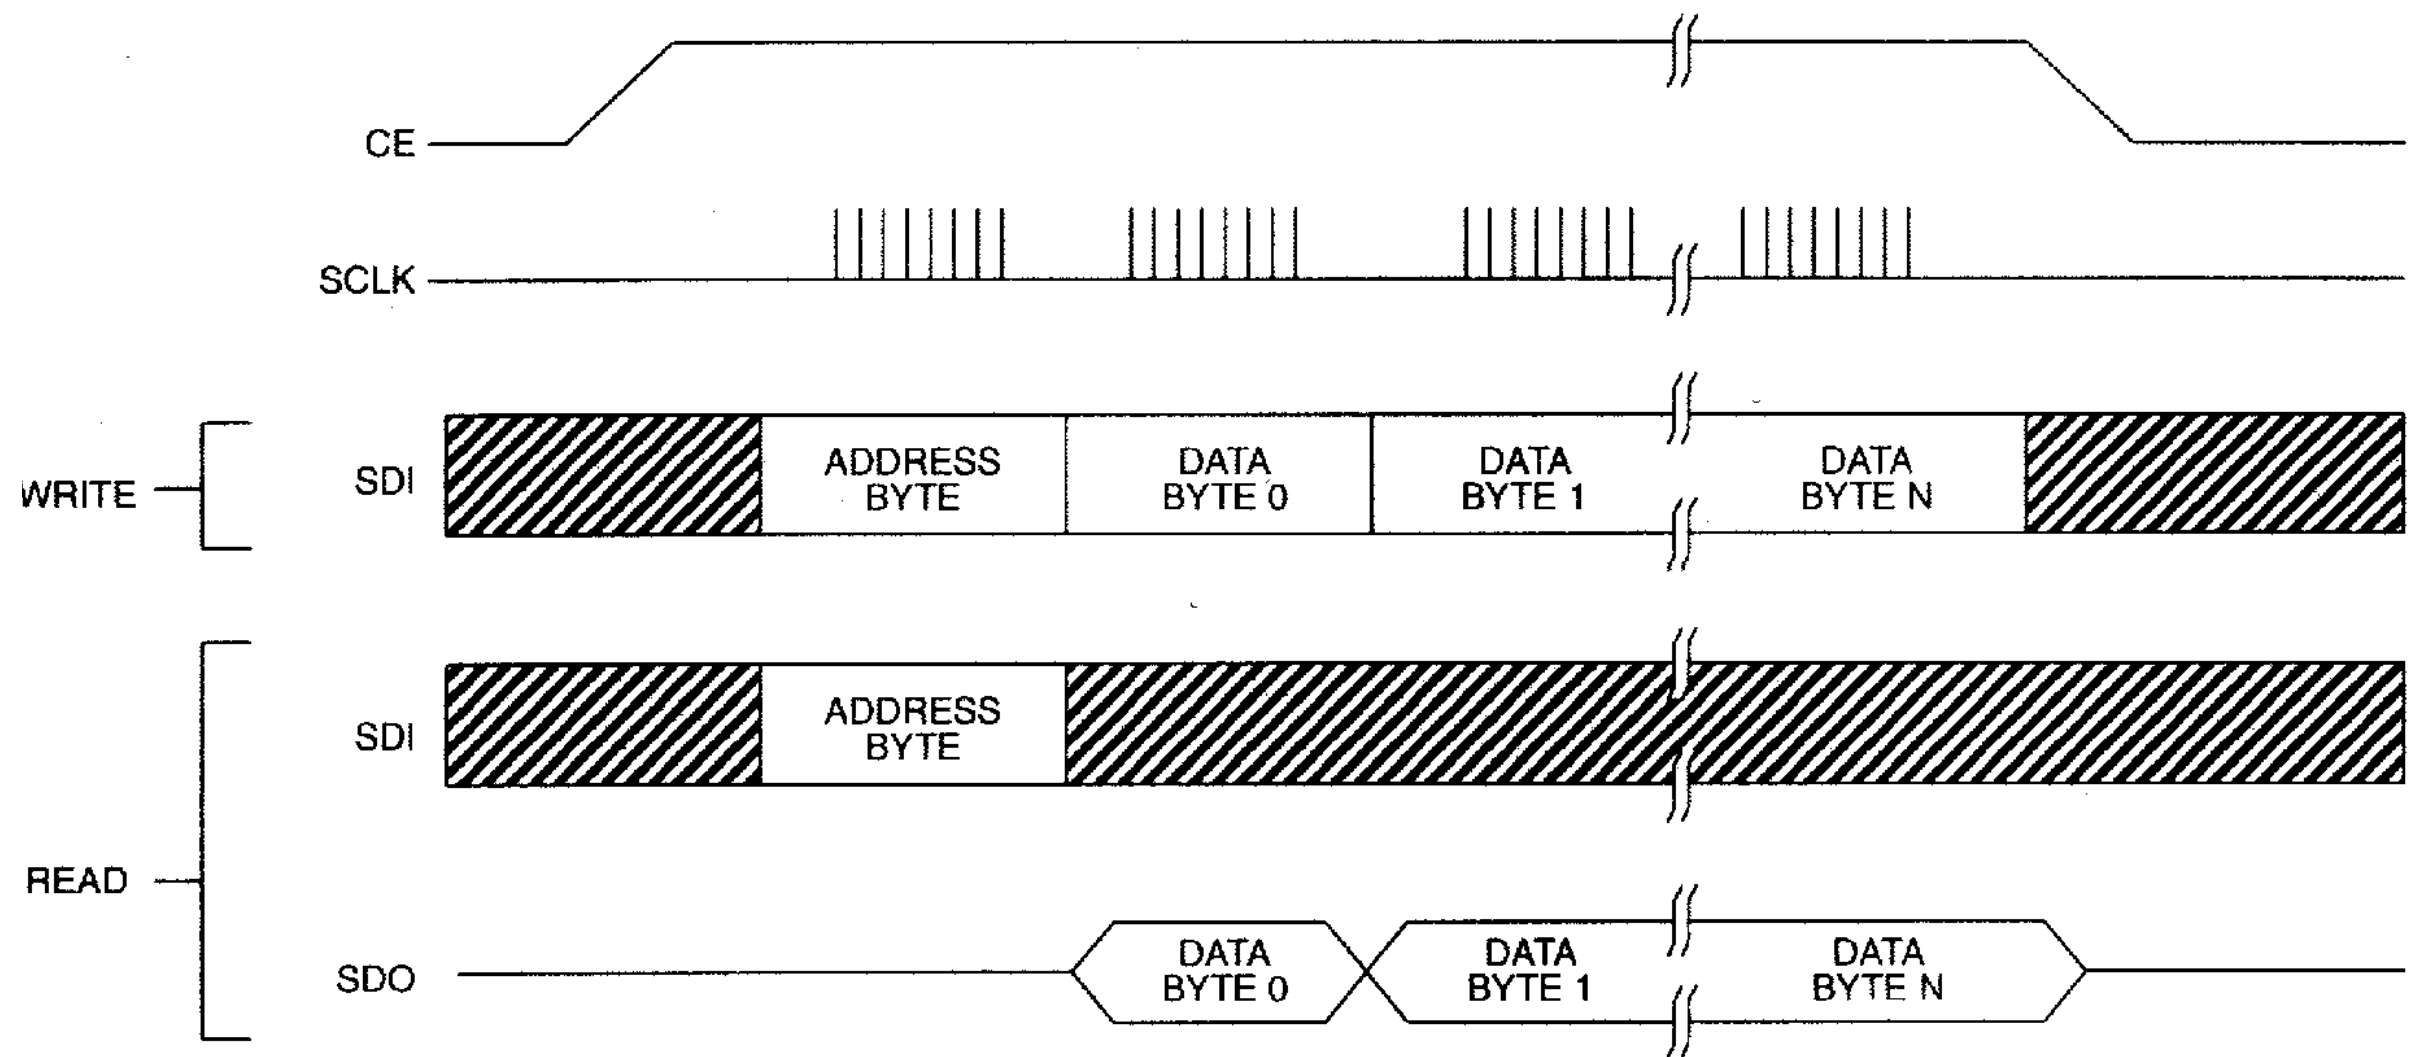 CE
SCLK
WRITE
SDI
ADDRESS
BYTE
DATA
BYTE 0
DATA
BYTE 1
DATA
BYTE N
READ
SDI
ADDRESS
BYTE
SDO
DATA
BYTE 0
DATA
BYTE 1
DATA
BYTE N